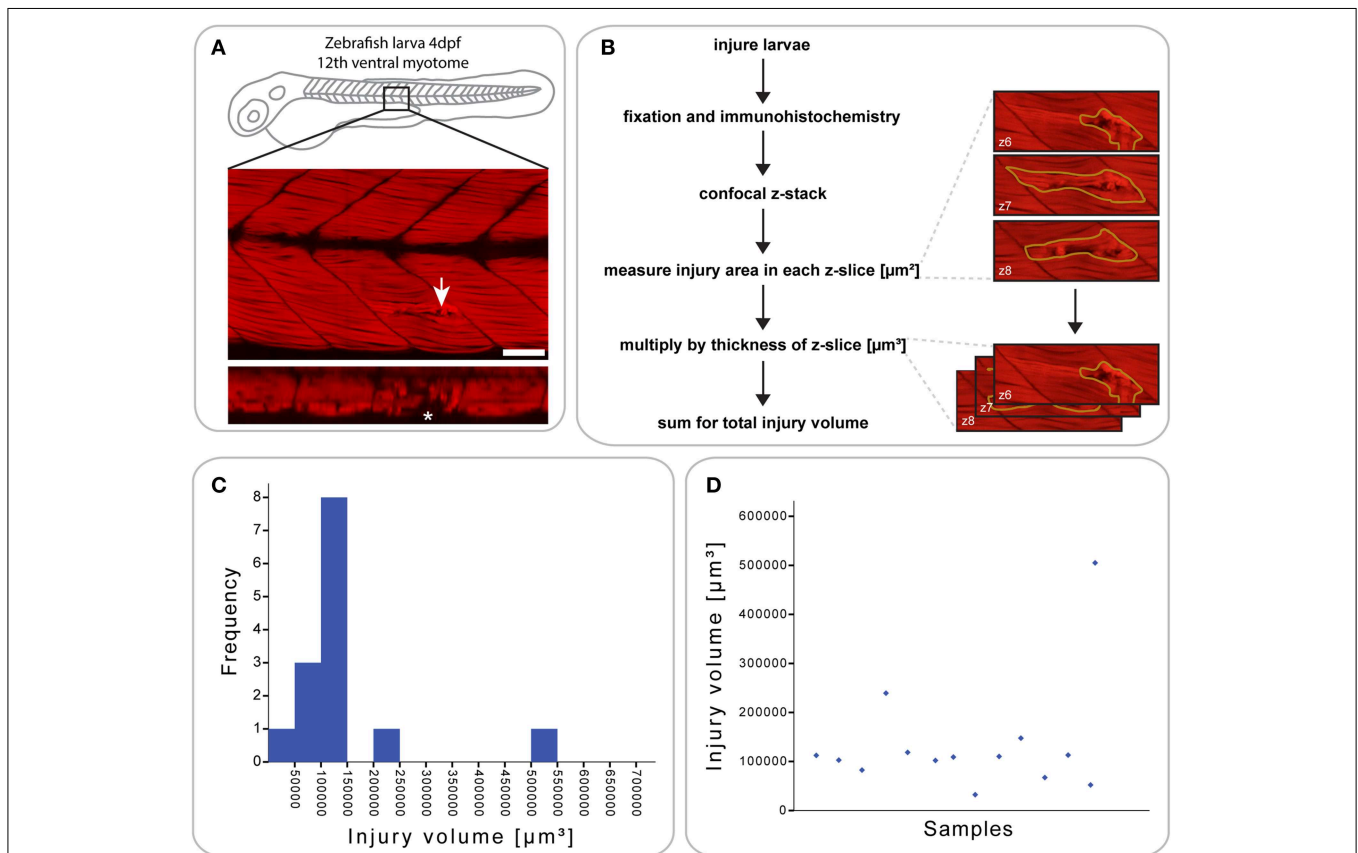 A
Zebrafish larva 4dpf
12th ventral myotome
*
B
injure larvae
fixation and immunohistochemistry
confocal z-stack
measure injury area in each z-slice [µm²]
multiply by thickness of z-slice [µm³]
sum for total injury volume
z6
z7
z8
z6
z7
z8
C
Frequency
8
7
6
5
4
3
2
1
0
50000
100000
150000
200000
250000
300000
350000
400000
450000
500000
550000
600000
650000
700000
Injury volume [µm³]
D
Injury volume [µm³]
600000
500000
400000
300000
200000
100000
0
Samples